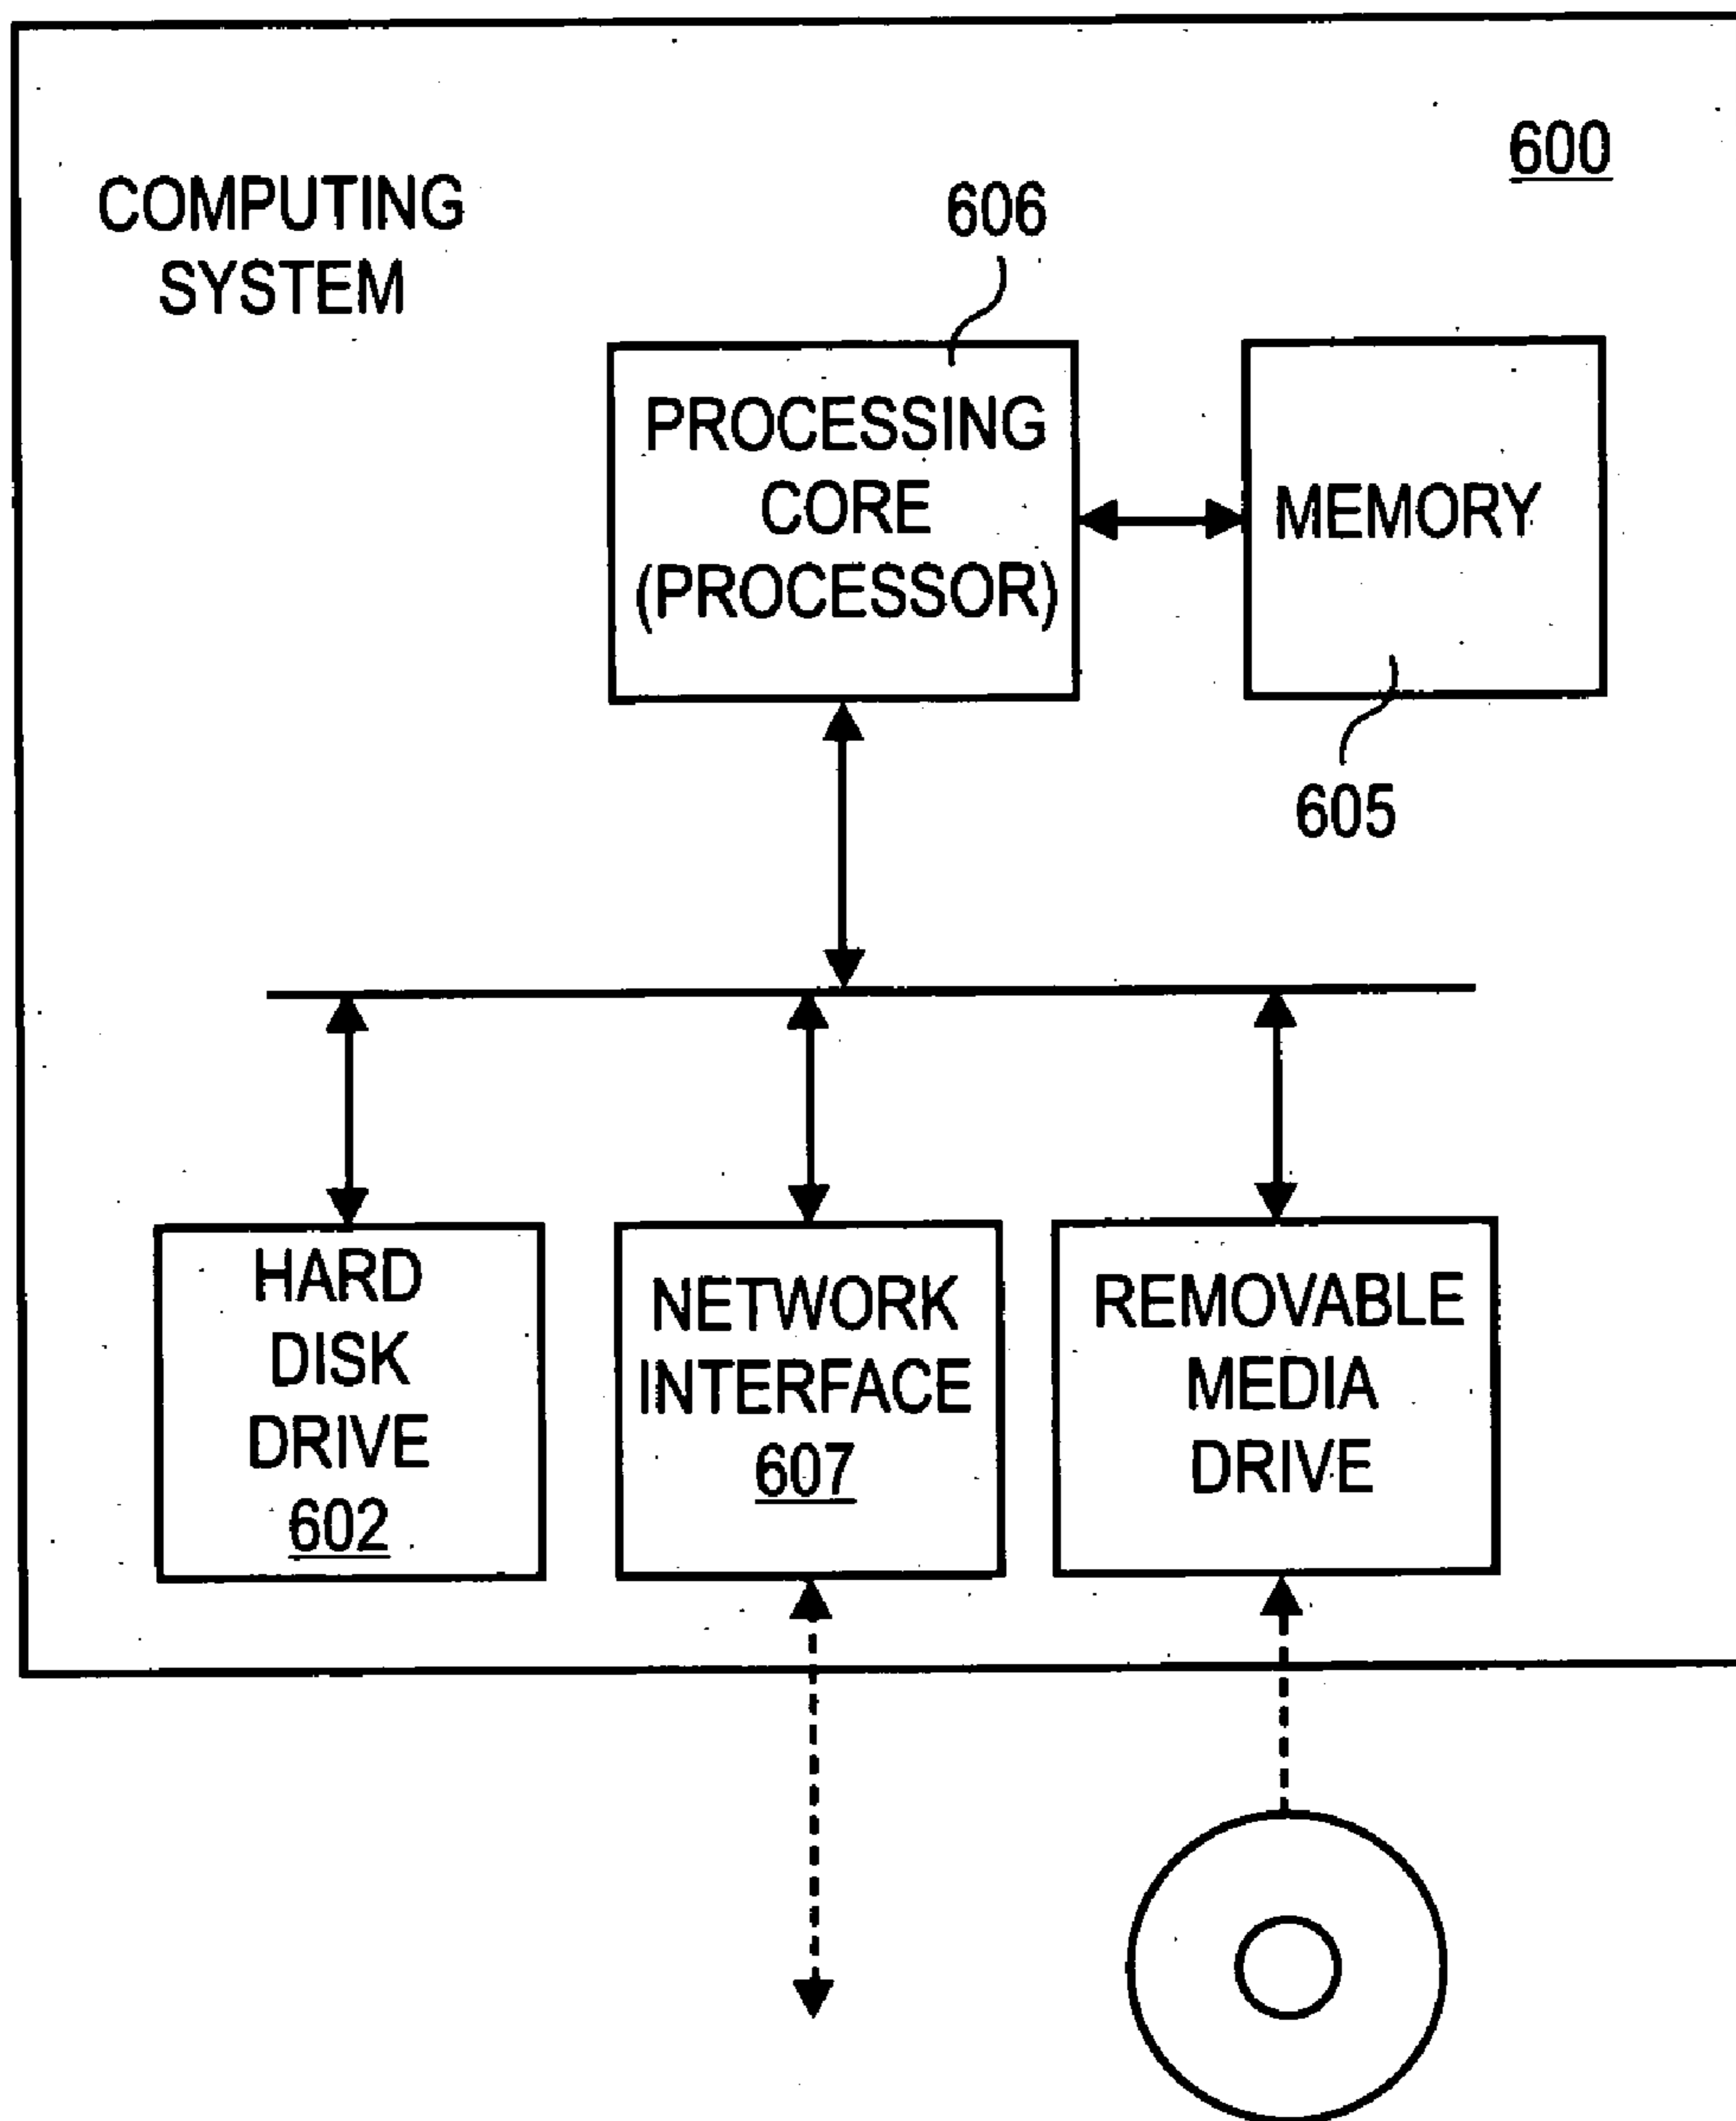 600
COMPUTING
SYSTEM
606
PROCESSING
CORE
(PROCESSOR)
MEMORY
605
HARD
DISK
DRIVE
602
NETWORK
INTERFACE
607
REMOVABLE
MEDIA
DRIVE